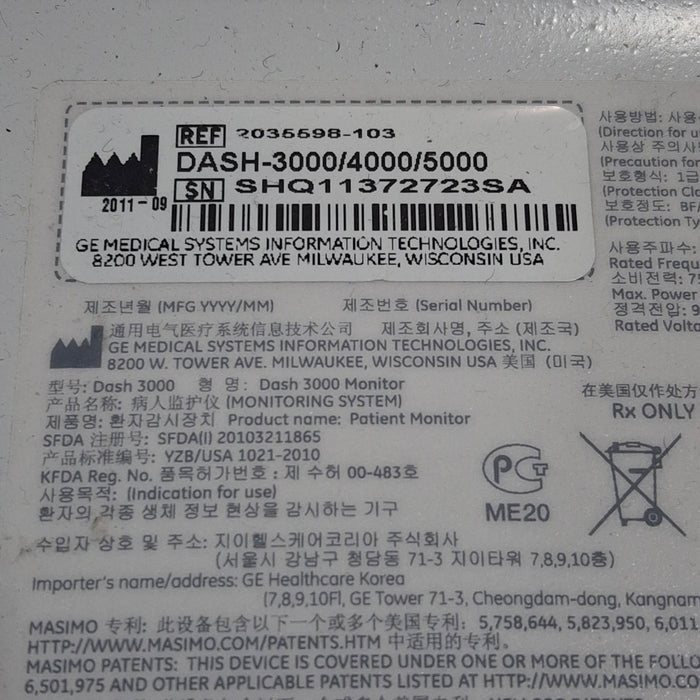 REF 2035598-103
DASH-3000/4000/5000
SN SHQ11372723SA
2011-09
GE MEDICAL SYSTEMS INFORMATION TECHNOLOGIES, INC.
8200 WEST TOWER AVE MILWAUKEE, WISCONSIN USA
사용방법: 사용
(Direction for u
사용상 주의사
(Precaution for
보호형식: 1급
(Protection Cla
보호정도: BF/
(Protection Ty
사용주파수:
Rated Frequ
소비전력: 75
Max. Power
정격전압: 9
Rated Volta
제조년월 (MFG YYYY/MM) 제조번호 (Serial Number)
通用电气医疗系统信息技术公司 제조회사명, 주소 (제조국)
GE MEDICAL SYSTEMS INFORMATION TECHNOLOGIES, INC.
8200 W. TOWER AVE. MILWAUKEE, WISCONSIN USA 美国 (미국)
型号: Dash 3000 형 명: Dash 3000 Monitor
产品名称: 病人监护仪 (MONITORING SYSTEM)
제품명: 환자감시장치 Product name: Patient Monitor
SFDA 注册号: SFDA(I) 20103211865
产品标准编号: YZB/USA 1021-2010
KFDA Reg. No. 품목허가번호 : 제 수허 00-483호
사용목적: (Indication for use)
환자의 각종 생체 정보 현상을 감시하는 기구
在美国仅作处方
Rx ONLY
PCT
ME20
수입자 상호 및 주소: 지이헬스케어코리아 주식회사
(서울시 강남구 청담동 71-3 지이타워 7,8,9,10층)
Importer's name/address: GE Healthcare Korea
(7,8,9,10Fl, GE Tower 71-3, Cheongdam-dong, Kangnam
MASIMO 专利: 此设备包含以下一个或多个美国专利: 5,758,644, 5,823,950, 6,011
HTTP://WWW.MASIMO.COM/PATENTS.HTM 中适用的专利。
MASIMO PATENTS: THIS DEVICE IS COVERED UNDER ONE OR MORE OF THE FOLLO
6,501,975 AND OTHER APPLICABLE PATENTS LISTED AT HTTP://WWW.MASIMO.CO